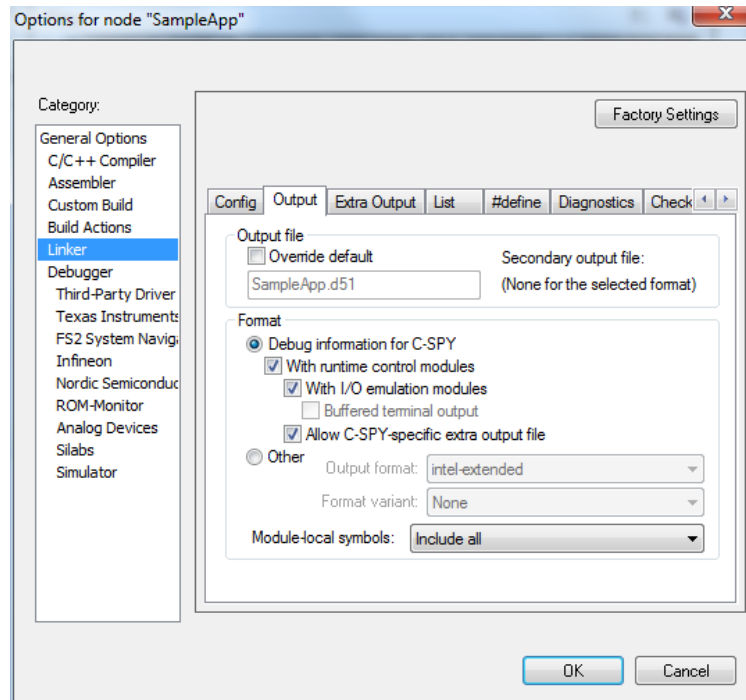 Options for node "SampleApp"
Category:
General Options
C/C++ Compiler
Assembler
Custom Build
Build Actions
Linker
Debugger
Third-Party Driver
Texas Instruments
FS2 System Navig
Infineon
Nordic Semiconduc
ROM-Monitor
Analog Devices
Silabs
Simulator
Factory Settings
Config Output Extra Output List #define Diagnostics Check
Output file
Override default
SampleApp.d51
Secondary output file:
(None for the selected format)
Format
Debug information for C-SPY
With runtime control modules
With I/O emulation modules
Buffered terminal output
Allow C-SPY-specific extra output file
Other
Output format: intel-extended
Format variant: None
Module-local symbols: Include all
OK Cancel